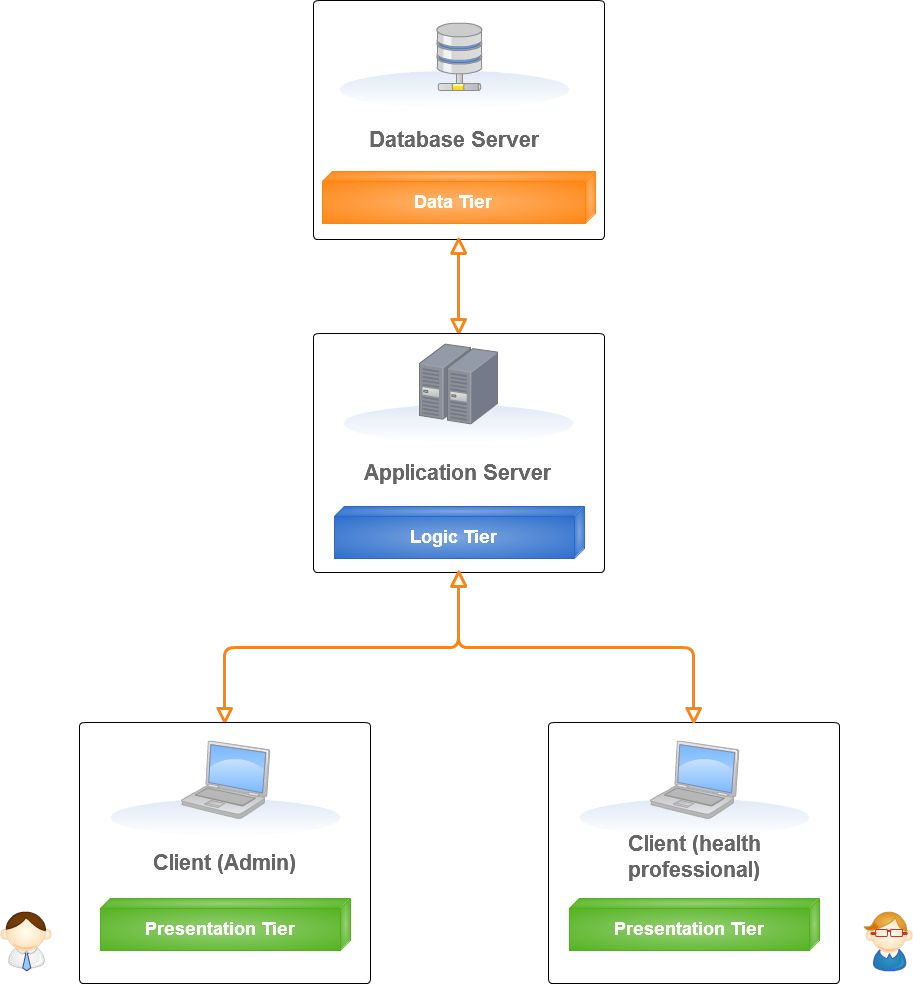 Database Server
Data Tier
Application Server
Logic Tier
Client (Admin)
Presentation Tier
Client (health
professional)
Presentation Tier